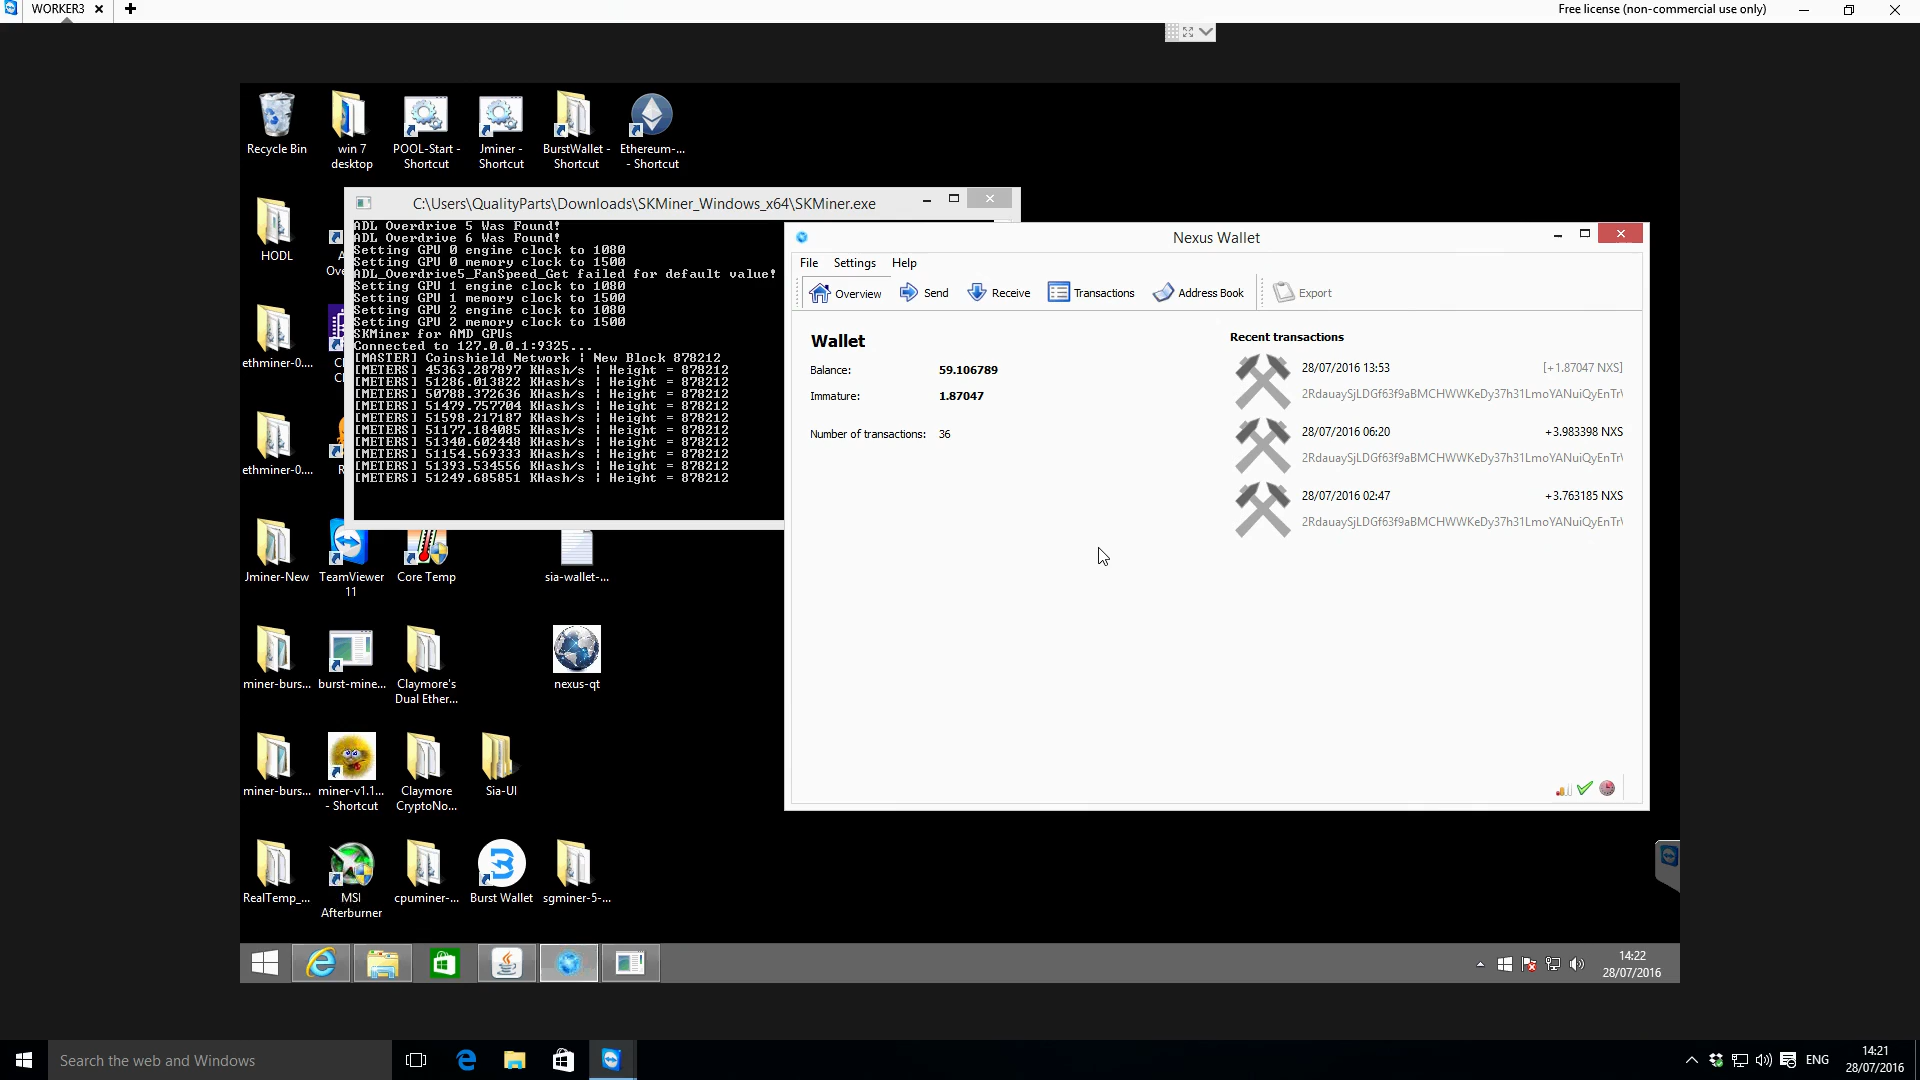 WORKER3
Free license (non-commercial use only)
Recycle Bin
win 7
desktop
POOL-Start -
Shortcut
Jminer -
Shortcut
BurstWallet -
Shortcut
Ethereum-...
- Shortcut
C:\Users\QualityParts\Downloads\SKMiner_Windows_x64\SKMiner.exe
ADL Overdrive 5 Was Found!
ADL Overdrive 6 Was Found!
Setting GPU 0 engine clock to 1080
Setting GPU 0 memory clock to 1500
ADL_Overdrive5_FanSpeed_Get failed for default value!
Setting GPU 1 engine clock to 1080
Setting GPU 1 memory clock to 1500
Setting GPU 2 engine clock to 1080
Setting GPU 2 memory clock to 1500
SKMiner for AMD GPUs
Connected to 127.0.0.1:9325...
[MASTER] Coinshield Network | New Block 878212
[METERS] 45363.287897 KHash/s | Height = 878212
[METERS] 51286.013822 KHash/s | Height = 878212
[METERS] 50788.372636 KHash/s | Height = 878212
[METERS] 51479.757704 KHash/s | Height = 878212
[METERS] 51598.217187 KHash/s | Height = 878212
[METERS] 51177.184085 KHash/s | Height = 878212
[METERS] 51340.602448 KHash/s | Height = 878212
[METERS] 51154.569333 KHash/s | Height = 878212
[METERS] 51393.534556 KHash/s | Height = 878212
[METERS] 51249.685851 KHash/s | Height = 878212
Nexus Wallet
File Settings Help
Overview Send Receive Transactions Address Book Export
Wallet
Balance: 59.106789
Immature: 1.87047
Number of transactions: 36
Recent transactions
28/07/2016 13:53 [+1.87047 NXS]
2RdauaySjLDGf63f9aBMCHWWKeDy37h31LmoYANuiQyEnTr
28/07/2016 06:20 +3.983398 NXS
2RdauaySjLDGf63f9aBMCHWWKeDy37h31LmoYANuiQyEnTr
28/07/2016 02:47 +3.763185 NXS
2RdauaySjLDGf63f9aBMCHWWKeDy37h31LmoYANuiQyEnTr
HODL
ethminer-0....
ethminer-0....
Jminer-New
TeamViewer
11
Core Temp
sia-wallet-...
miner-burs...
burst-mine...
Claymore's
Dual Ether...
nexus-qt
miner-burs...
miner-v1.1...
- Shortcut
Claymore
CryptoNo...
Sia-UI
RealTemp_...
MSI
Afterburner
cpuminer-...
Burst Wallet
sgminer-5-...
14:22
28/07/2016
Search the web and Windows
ENG
14:21
28/07/2016